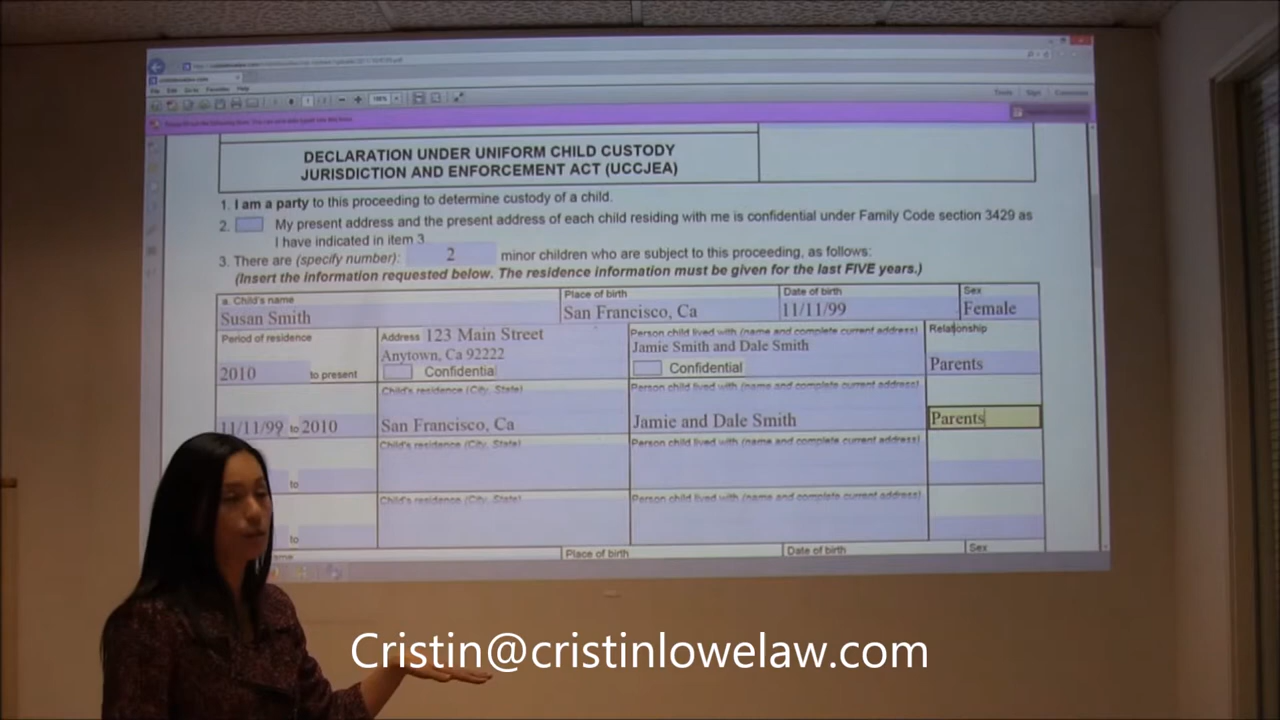 File Edit Go to Favorites Help
Tools Sign Comment
DECLARATION UNDER UNIFORM CHILD CUSTODY
JURISDICTION AND ENFORCEMENT ACT (UCCJEA)
1. I am a party to this proceeding to determine custody of a child.
2. My present address and the present address of each child residing with me is confidential under Family Code section 3429 as
I have indicated in item 3.
3. There are (specify number): 2 minor children who are subject to this proceeding, as follows:
(Insert the information requested below. The residence information must be given for the last FIVE years.)
a. Child's name Place of birth Date of birth Sex
Susan Smith San Francisco, Ca 11/11/99 Female
Period of residence Address 123 Main Street Person child lived with (name and complete current address) Relationship
Anytown, Ca 92222 Jamie Smith and Dale Smith
2010 to present Confidential Confidential Parents
Child's residence (City, State) Person child lived with (name and complete current address)
11/11/99 to 2010 San Francisco, Ca Jamie and Dale Smith Parents
Child's residence (City, State) Person child lived with (name and complete current address)
to
Child's residence (City, State) Person child lived with (name and complete current address)
to
name Place of birth Date of birth Sex
Cristin@cristinlowelaw.com